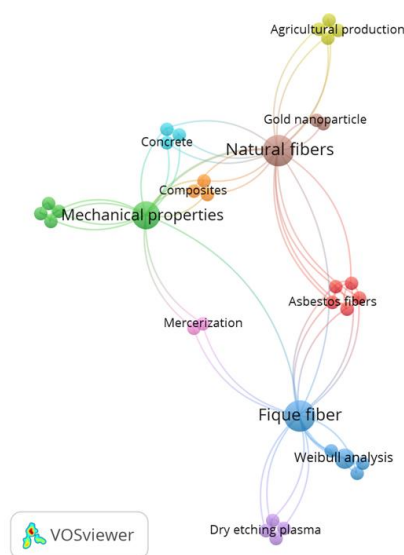 Agricultural production
Gold nanoparticle
Concrete
Natural fibers
Composites
Mechanical properties
Asbestos fibers
Mercerization
Fique fiber
Weibull analysis
Dry etching plasma
VOSviewer